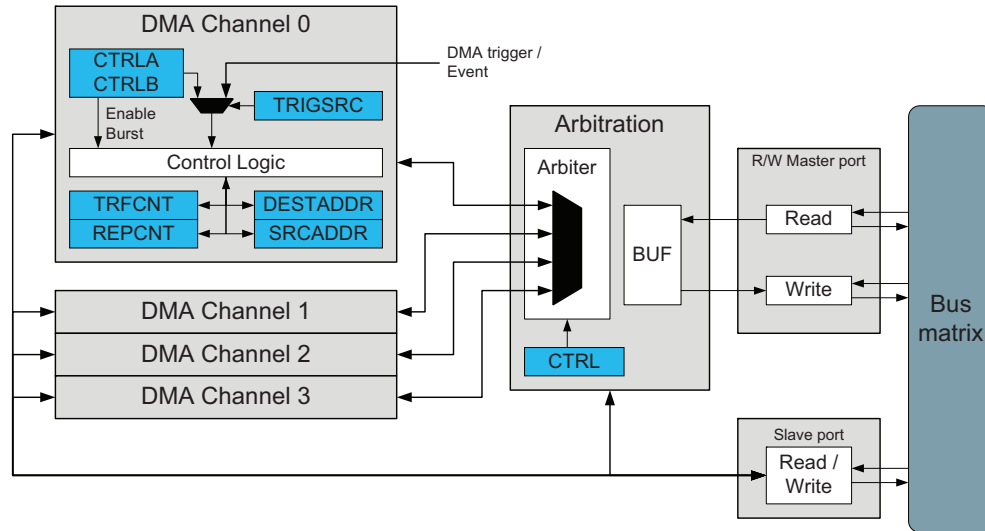 DMA Channel 0
CTRLA
CTRLB
DMA trigger /
Event
TRIGSRC
Enable
Burst
Control Logic
TRFCNT
DESTADDR
REPCNT
SRCADDR
DMA Channel 1
DMA Channel 2
DMA Channel 3
Arbitration
Arbiter
BUF
CTRL
R/W Master port
Read
Write
Slave port
Read /
Write
Bus
matrix